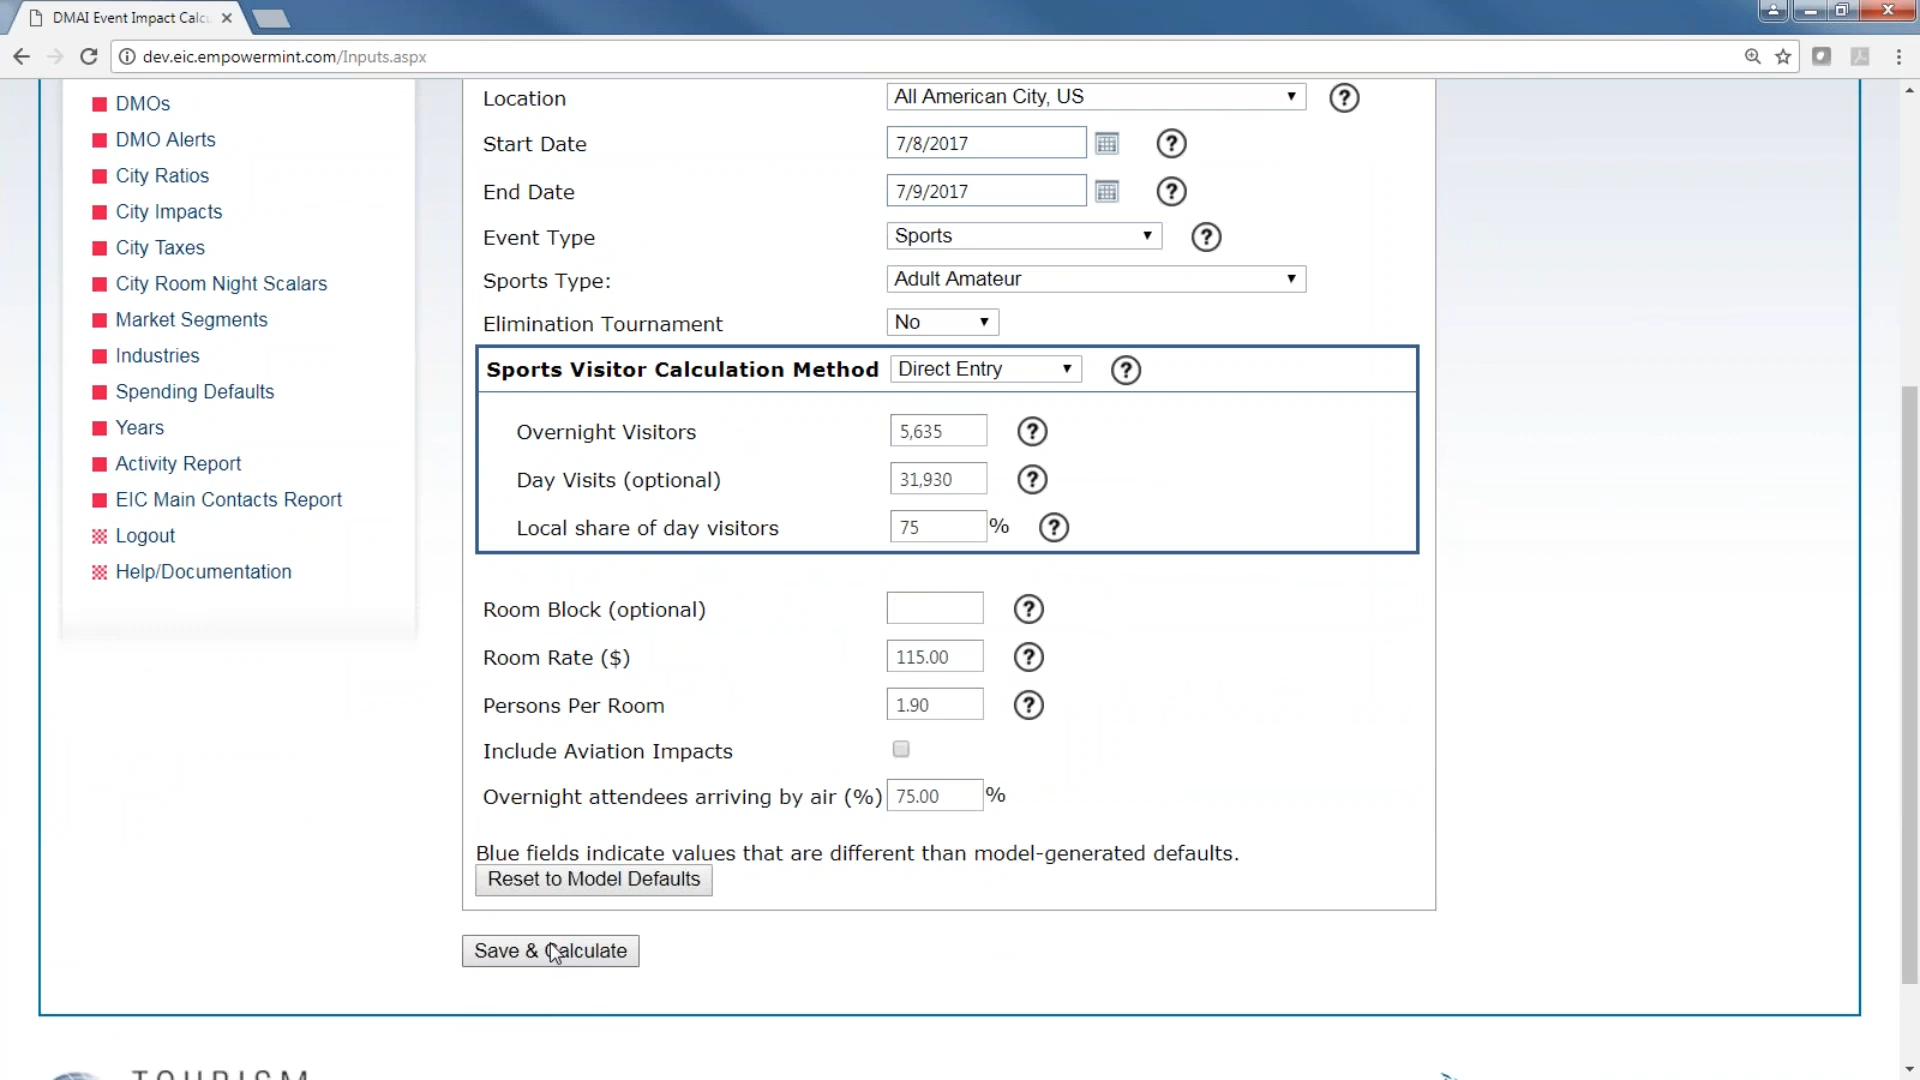 DMAI Event Impact Calcu
dev.eic.empowermint.com/Inputs.aspx
DMOs
DMO Alerts
City Ratios
City Impacts
City Taxes
City Room Night Scalars
Market Segments
Industries
Spending Defaults
Years
Activity Report
EIC Main Contacts Report
Logout
Help/Documentation
Location All American City, US ?
Start Date 7/8/2017 ?
End Date 7/9/2017 ?
Event Type Sports ?
Sports Type: Adult Amateur
Elimination Tournament No
Sports Visitor Calculation Method Direct Entry ?
Overnight Visitors 5,635 ?
Day Visits (optional) 31,930 ?
Local share of day visitors 75 % ?
Room Block (optional) ?
Room Rate ($) 115.00 ?
Persons Per Room 1.90 ?
Include Aviation Impacts
Overnight attendees arriving by air (%) 75.00 %
Blue fields indicate values that are different than model-generated defaults.
Reset to Model Defaults
Save & Calculate
TOURISM